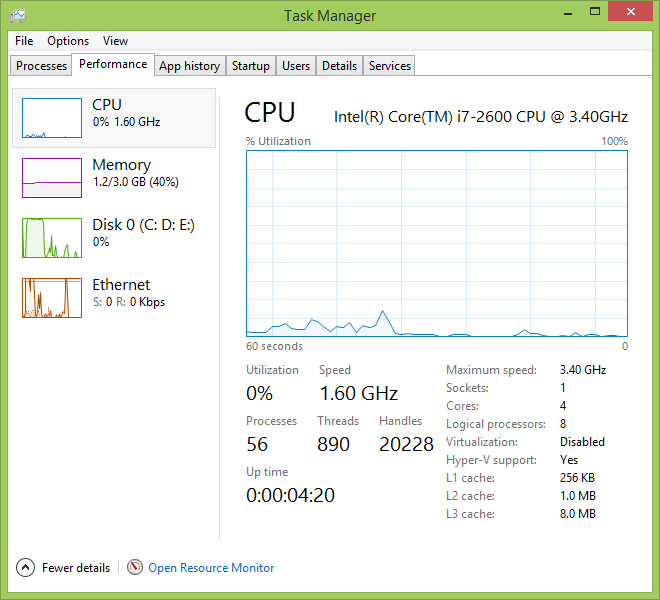 Task Manager
File Options View
Processes Performance App history Startup Users Details Services
CPU
0% 1.60 GHz
Memory
1.2/3.0 GB (40%)
Disk 0 (C: D: E:)
0%
Ethernet
S: 0 R: 0 Kbps
CPU Intel(R) Core(TM) i7-2600 CPU @ 3.40GHz
% Utilization 100%
60 seconds 0
Utilization Speed
0% 1.60 GHz
Processes Threads Handles
56 890 20228
Up time
0:00:04:20
Maximum speed: 3.40 GHz
Sockets: 1
Cores: 4
Logical processors: 8
Virtualization: Disabled
Hyper-V support: Yes
L1 cache: 256 KB
L2 cache: 1.0 MB
L3 cache: 8.0 MB
Fewer details Open Resource Monitor